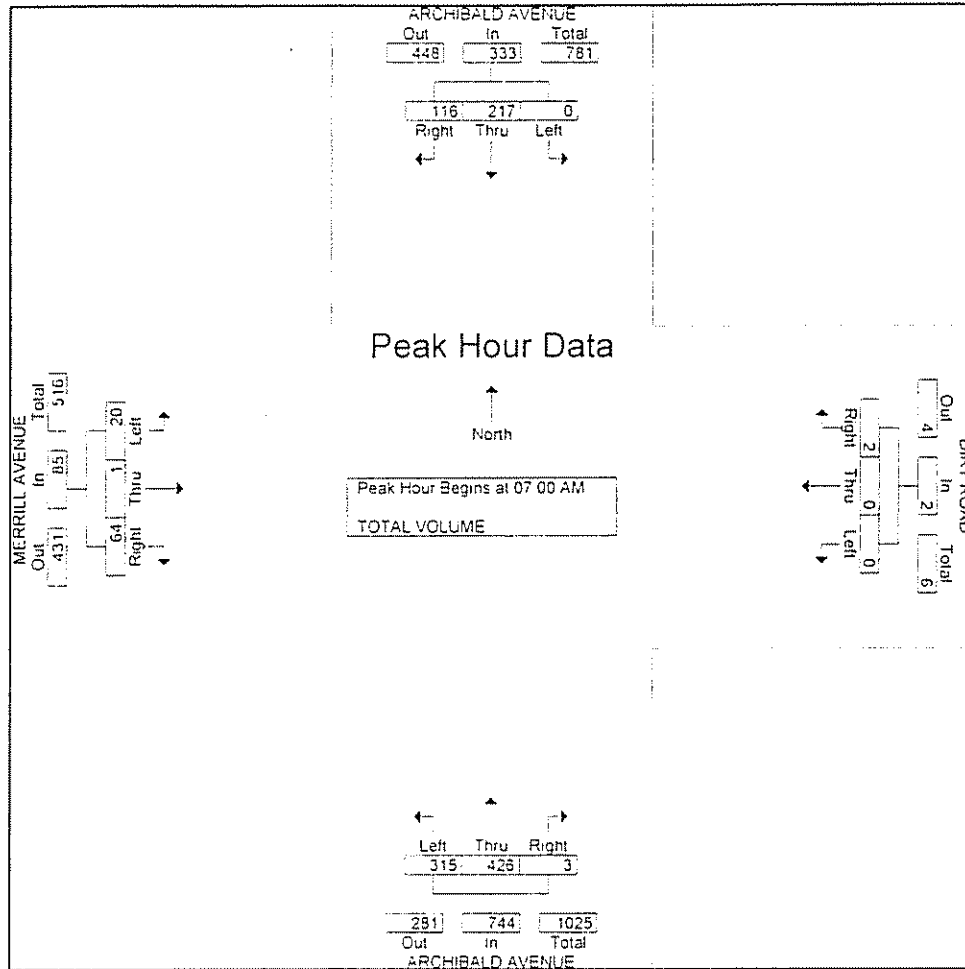 ARCHIBALD AVENUE
Out In Total
448 333 781
116 217 0
Right Thru Left
Peak Hour Data
North
Peak Hour Begins at 07 00 AM
TOTAL VOLUME
MERRILL AVENUE
Out In Total
431 85 516
20 1 64
Left Thru Right
Out In Total
4 2 6
Right Thru Left
2 0 0
ROAD
Left Thru Right
315 426 3
281 744 1025
Out In Total
ARCHIBALD AVENUE